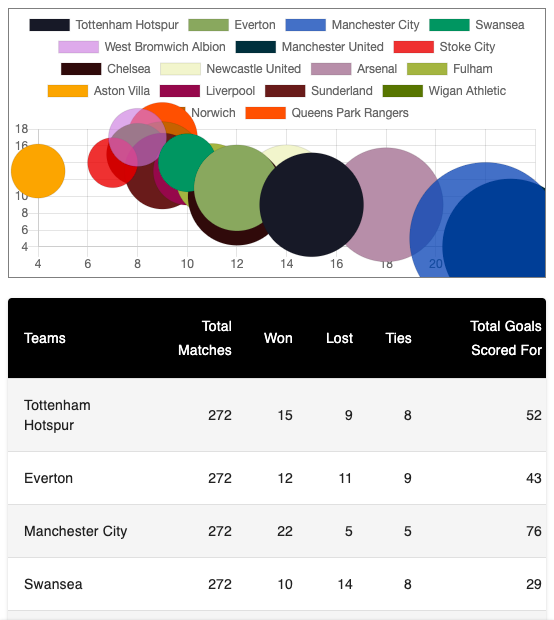 Tottenham Hotspur Everton Manchester City Swansea
West Bromwich Albion Manchester United Stoke City
Chelsea Newcastle United Arsenal Fulham
Aston Villa Liverpool Sunderland Wigan Athletic
Norwich Queens Park Rangers
18
16
10
8
6
4
4 6 8 10 12 14 16 18 20
Teams Total Matches Won Lost Ties Total Goals Scored For
Tottenham Hotspur 272 15 9 8 52
Everton 272 12 11 9 43
Manchester City 272 22 5 5 76
Swansea 272 10 14 8 29